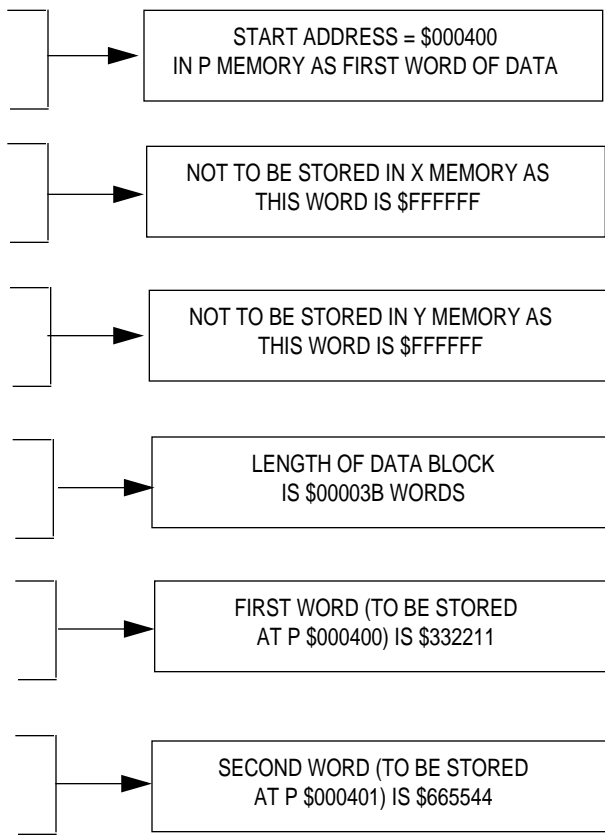 START ADDRESS = $000400
IN P MEMORY AS FIRST WORD OF DATA
NOT TO BE STORED IN X MEMORY AS
THIS WORD IS $FFFFFF
NOT TO BE STORED IN Y MEMORY AS
THIS WORD IS $FFFFFF
LENGTH OF DATA BLOCK
IS $00003B WORDS
FIRST WORD (TO BE STORED
AT P $000400) IS $332211
SECOND WORD (TO BE STORED
AT P $000401) IS $665544